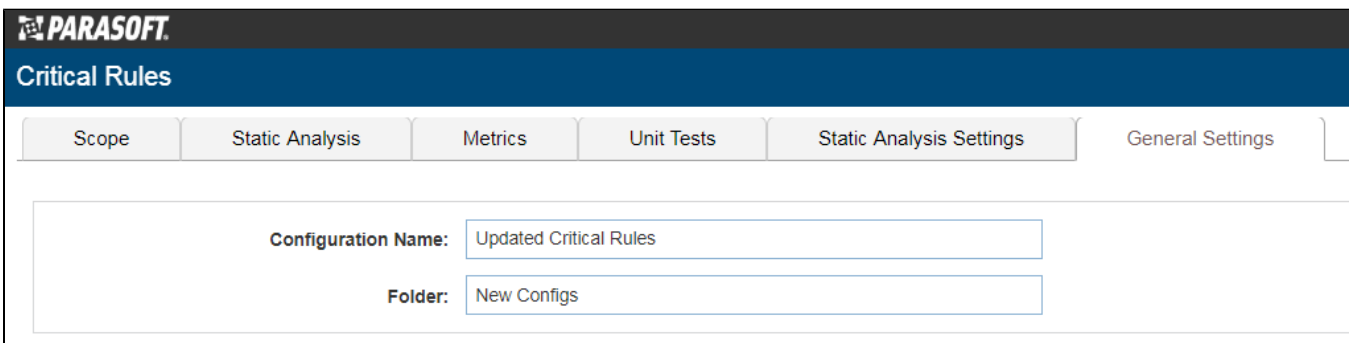 PARASOFT.
Critical Rules
Scope Static Analysis Metrics Unit Tests Static Analysis Settings General Settings
Configuration Name: Updated Critical Rules
Folder: New Configs